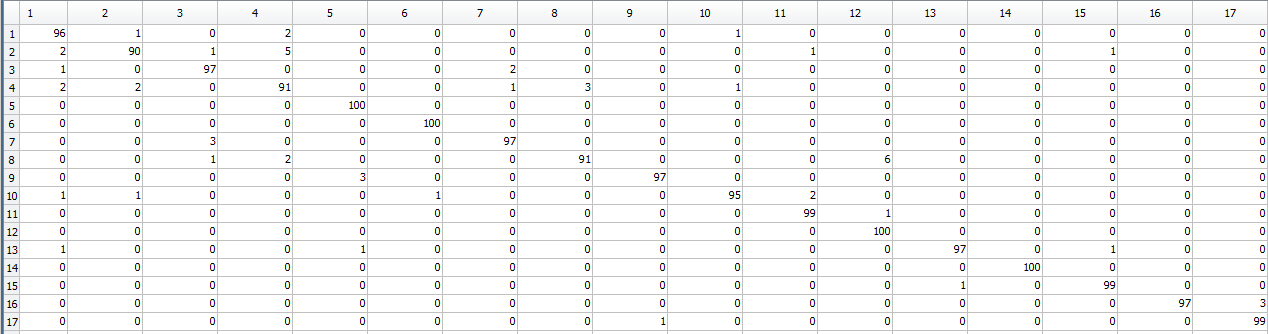 1 2 3 4 5 6 7 8 9 10 11 12 13 14 15 16 17
1 96 1 0 2 0 0 0 0 0 1 0 0 0 0 0 0 0
2 2 90 1 5 0 0 0 0 0 0 1 0 0 0 1 0 0
3 1 0 97 0 0 0 2 0 0 0 0 0 0 0 0 0 0
4 2 2 0 91 0 0 1 3 0 1 0 0 0 0 0 0 0
5 0 0 0 0 100 0 0 0 0 0 0 0 0 0 0 0 0
6 0 0 0 0 0 100 0 0 0 0 0 0 0 0 0 0 0
7 0 0 3 0 0 0 97 0 0 0 0 0 0 0 0 0 0
8 0 0 1 2 0 0 0 91 0 0 0 6 0 0 0 0 0
9 0 0 0 0 3 0 0 0 97 0 0 0 0 0 0 0 0
10 1 1 0 0 0 1 0 0 0 95 2 0 0 0 0 0 0
11 0 0 0 0 0 0 0 0 0 0 99 1 0 0 0 0 0
12 0 0 0 0 0 0 0 0 0 0 0 100 0 0 0 0 0
13 1 0 0 0 1 0 0 0 0 0 0 0 97 0 1 0 0
14 0 0 0 0 0 0 0 0 0 0 0 0 0 100 0 0 0
15 0 0 0 0 0 0 0 0 0 0 0 0 1 0 99 0 0
16 0 0 0 0 0 0 0 0 0 0 0 0 0 0 0 97 3
17 0 0 0 0 0 0 0 0 1 0 0 0 0 0 0 0 99